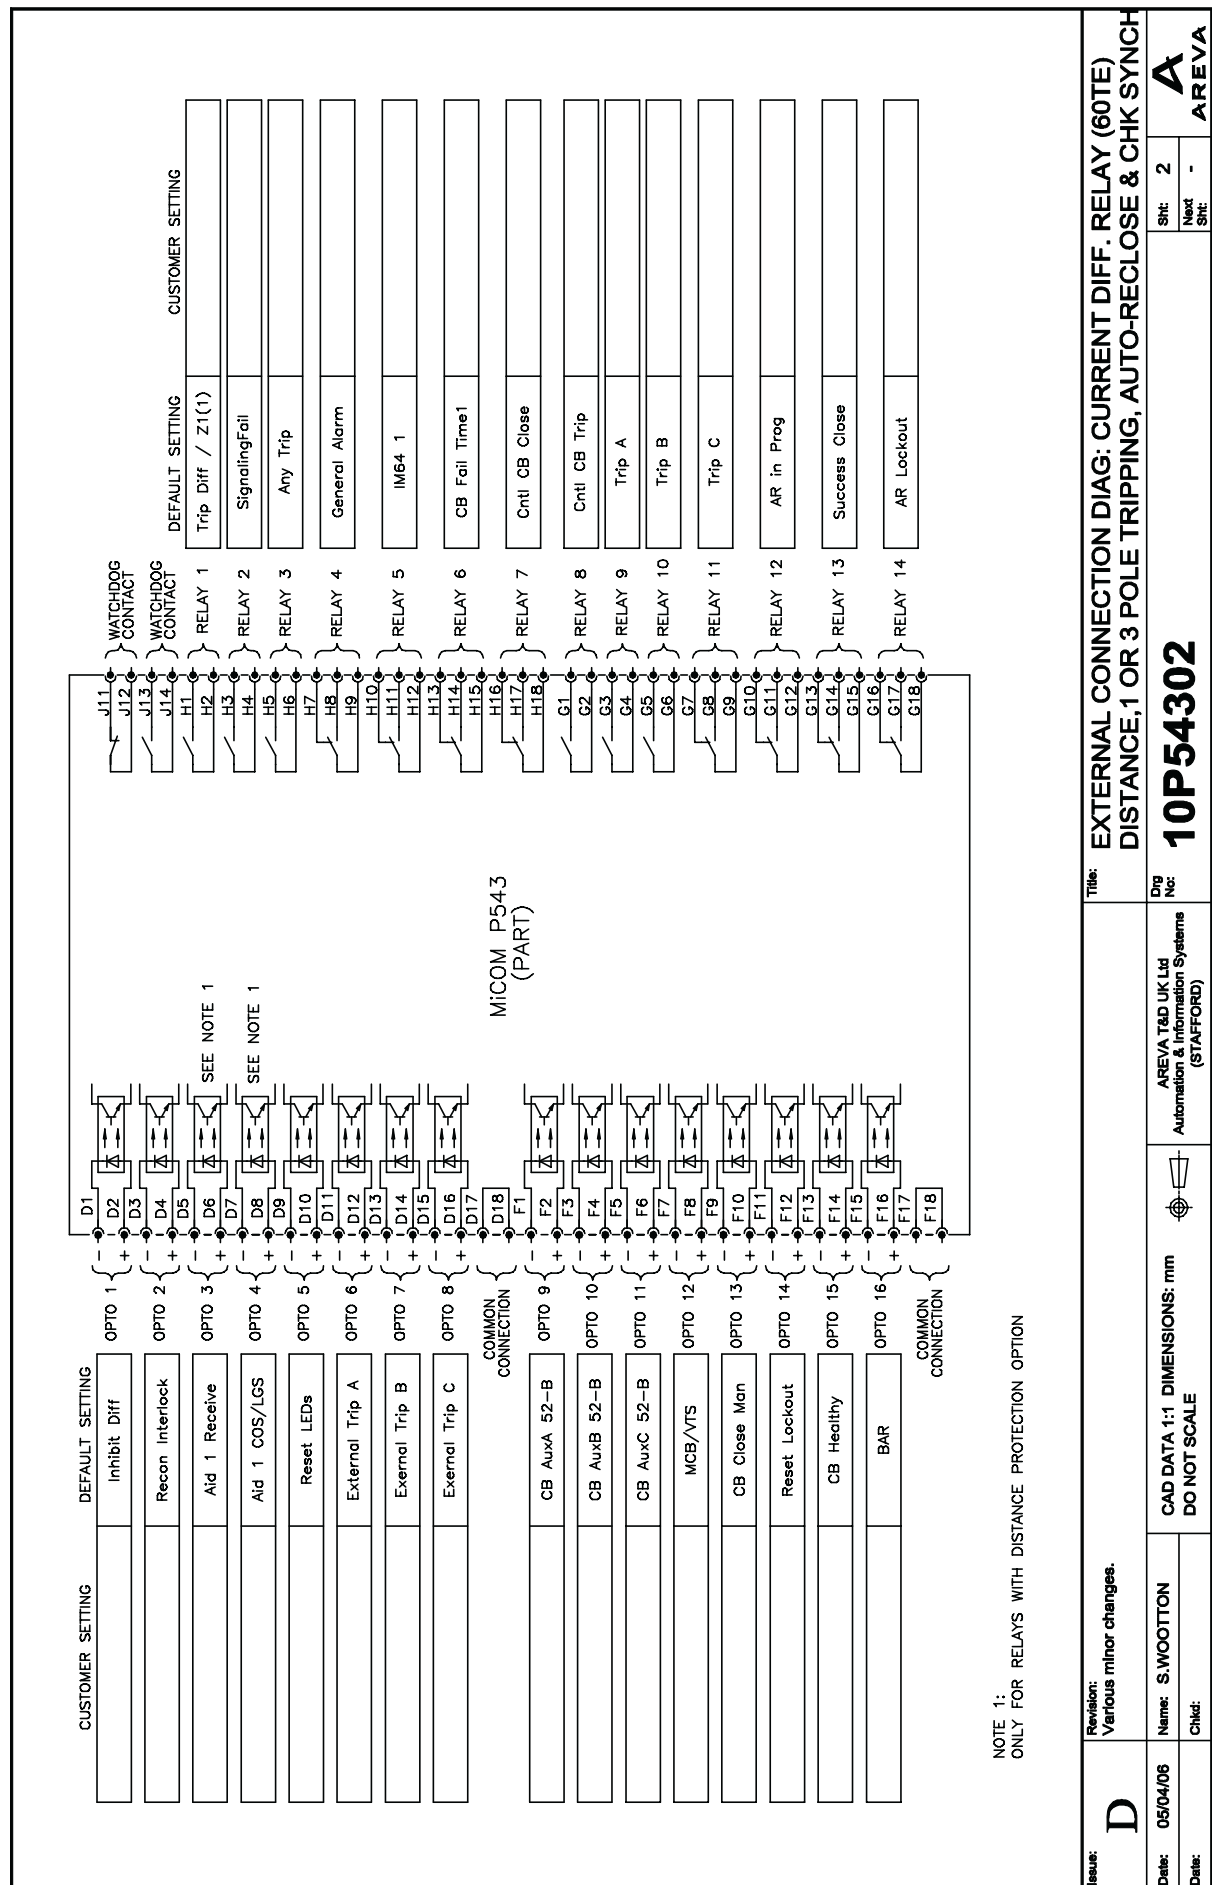 CUSTOMER SETTING
DEFAULT SETTING
Inhibit Diff
OPTO 1
-
+
D1
D2
Recon Interlock
OPTO 2
-
+
D3
D4
Aid 1 Receive
OPTO 3
-
+
D5
D6
SEE NOTE 1
Aid 1 COS/LGS
OPTO 4
-
+
D7
D8
SEE NOTE 1
Reset LEDs
OPTO 5
-
+
D9
D10
External Trip A
OPTO 6
-
+
D11
D12
Exernal Trip B
OPTO 7
-
+
D13
D14
Exernal Trip C
OPTO 8
-
+
D15
D16
COMMON
CONNECTION
D17
D18
CB AuxA 52-B
OPTO 9
-
+
F1
F2
CB AuxB 52-B
OPTO 10
-
+
F3
F4
CB AuxC 52-B
OPTO 11
-
+
F5
F6
MCB/VTS
OPTO 12
-
+
F7
F8
CB Close Man
OPTO 13
-
+
F9
F10
Reset Lockout
OPTO 14
-
+
F11
F12
CB Healthy
OPTO 15
-
+
F13
F14
BAR
OPTO 16
-
+
F15
F16
COMMON
CONNECTION
F17
F18
MiCOM P543
(PART)
DEFAULT SETTING
CUSTOMER SETTING
J11
J12
WATCHDOG
CONTACT
J13
J14
WATCHDOG
CONTACT
H1
H2
RELAY 1
Trip Diff / Z1(1)
H3
H4
RELAY 2
SignalingFail
H5
H6
RELAY 3
Any Trip
H7
H8
H9
RELAY 4
General Alarm
H10
H11
H12
RELAY 5
IM64 1
H13
H14
H15
RELAY 6
CB Fail Time1
H16
H17
H18
RELAY 7
Cntl CB Close
G1
G2
RELAY 8
Cntl CB Trip
G3
G4
RELAY 9
Trip A
G5
G6
RELAY 10
Trip B
G7
G8
G9
RELAY 11
Trip C
G10
G11
G12
RELAY 12
AR in Prog
G13
G14
G15
RELAY 13
Success Close
G16
G17
G18
RELAY 14
AR Lockout
NOTE 1:
ONLY FOR RELAYS WITH DISTANCE PROTECTION OPTION
Issue:
D
Revision:
Various minor changes.
Title:
EXTERNAL CONNECTION DIAG: CURRENT DIFF. RELAY (60TE)
DISTANCE,1 OR 3 POLE TRIPPING, AUTO-RECLOSE & CHK SYNCH
Date: 05/04/06
Name: S.WOOTTON
Date:
Chkd:
CAD DATA 1:1 DIMENSIONS: mm
DO NOT SCALE
AREVA T&D UK Ltd
Automation & Information Systems
(STAFFORD)
Drg
No:
10P54302
Sht: 2
Next
Sht: -
A
AREVA